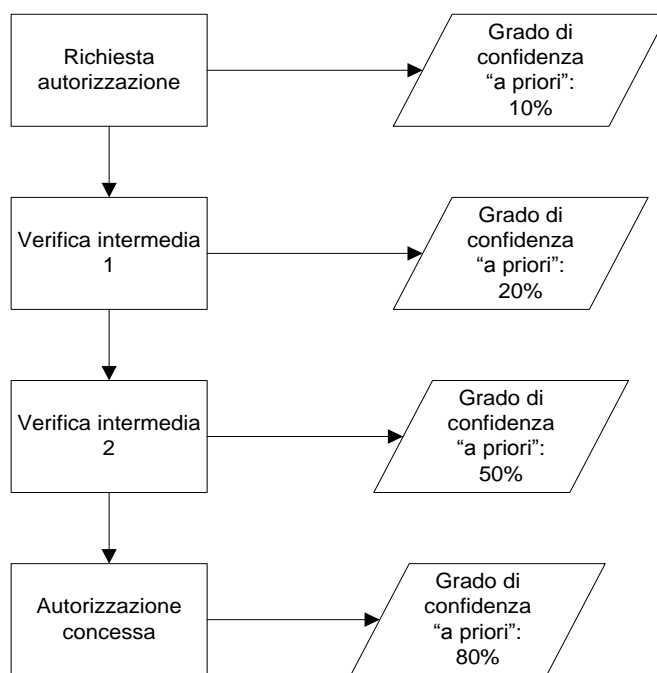 Richiesta
autorizzazione
Grado di
confidenza
“a priori”:
10%
Verifica intermedia
1
Grado di
confidenza
“a priori”:
20%
Verifica intermedia
2
Grado di
confidenza
“a priori”:
50%
Autorizzazione
concessa
Grado di
confidenza
“a priori”:
80%